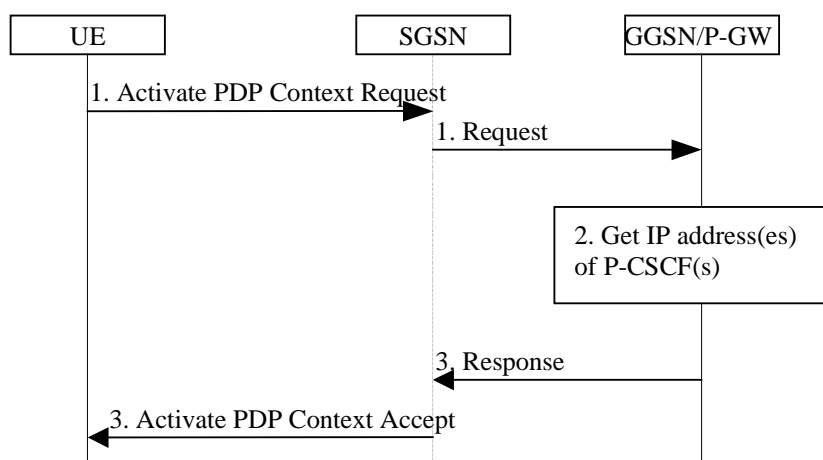 UE
SGSN
GGSN/P-GW
1. Activate PDP Context Request
1. Request
2. Get IP address(es)
of P-CSCF(s)
3. Response
3. Activate PDP Context Accept